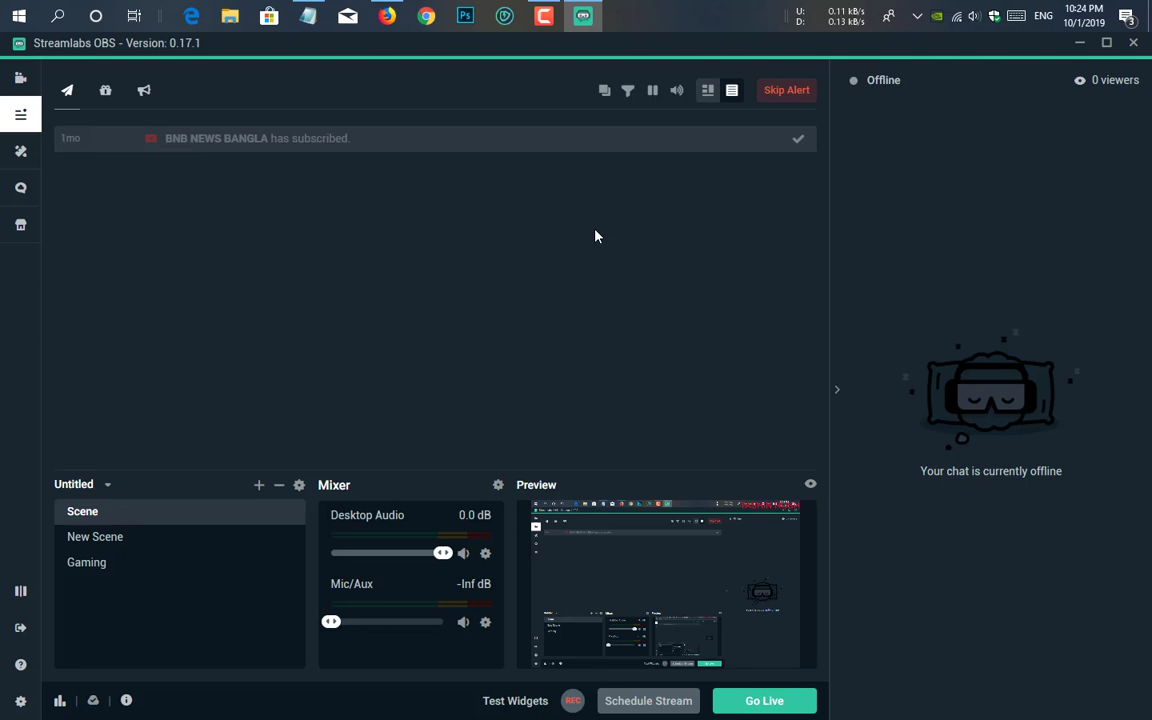 U: 0.11 kB/s
D: 0.13 kB/s
ENG
10:24 PM
10/1/2019
3
Streamlabs OBS - Version: 0.17.1
Skip Alert
Offline
0 viewers
1mo BNB NEWS BANGLA has subscribed.
Your chat is currently offline
Untitled
Mixer
Preview
Scene
New Scene
Gaming
Desktop Audio 0.0 dB
Mic/Aux -Inf dB
Test Widgets
REC
Schedule Stream
Go Live